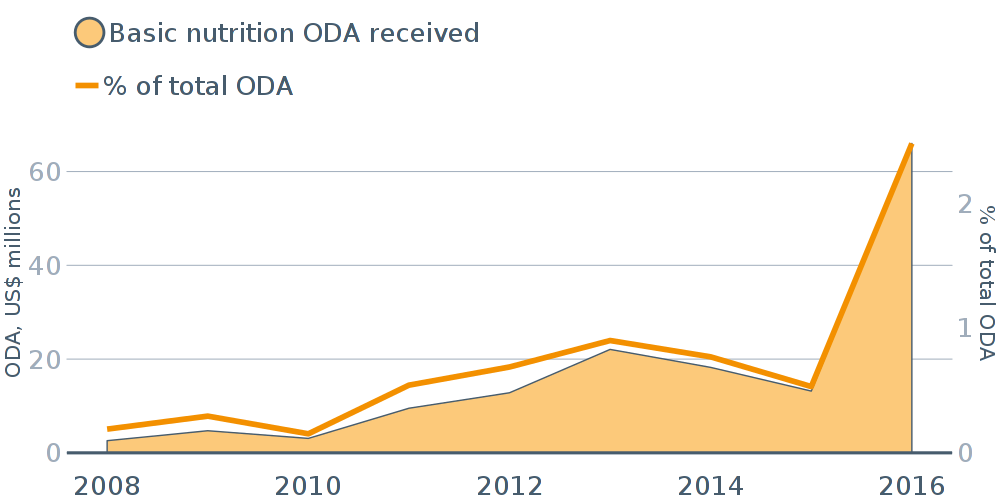 Basic nutrition ODA received
% of total ODA
60
40
20
0
ODA, US$ millions
2
1
0
% of total ODA
2008 2010 2012 2014 2016